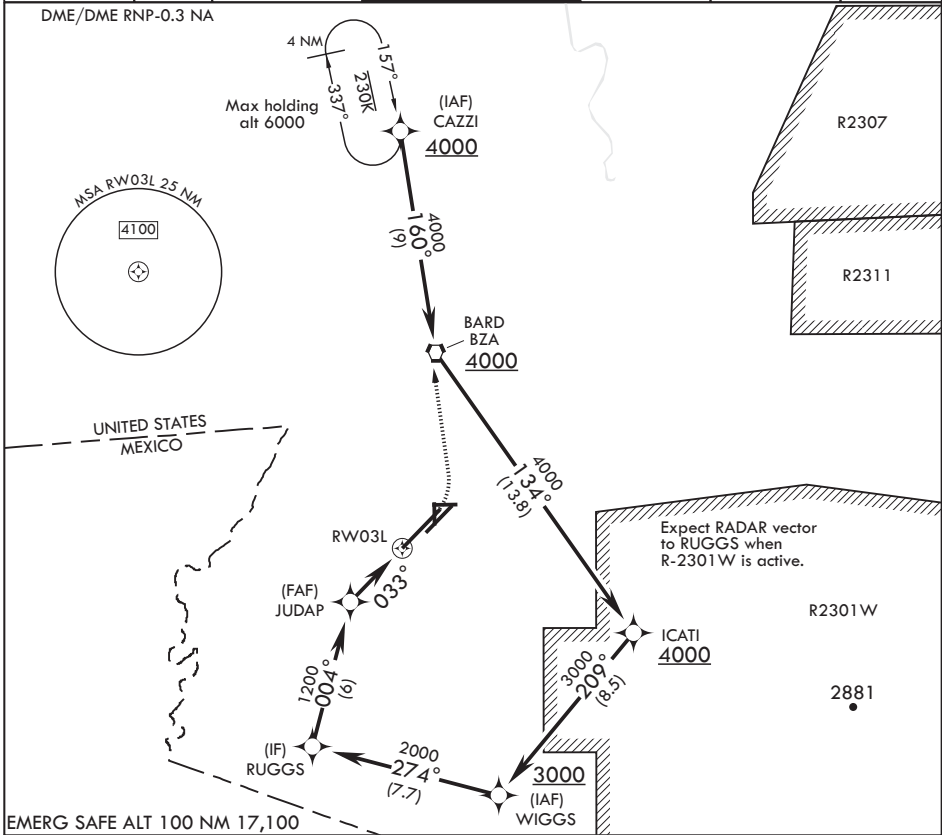 DME/DME RNP-0.3 NA
4 NM
157°
230K
337°
Max holding
alt 6000
(IAF)
CAZZI
4000
R2307
MSA RW03L 25 NM
4100
4000
160°
(9)
R2311
BARD
BZA
4000
UNITED STATES
MEXICO
4000
134°
(13.8)
Expect RADAR vector
to RUGGS when
R-2301W is active.
RW03L
(FAF)
JUDAP
033°
R2301W
ICATI
4000
3000
209°
(8.5)
2881
1200
004°
(6)
(IF)
RUGGS
2000
274°
(7.7)
3000
(IAF)
WIGGS
EMERG SAFE ALT 100 NM 17,100